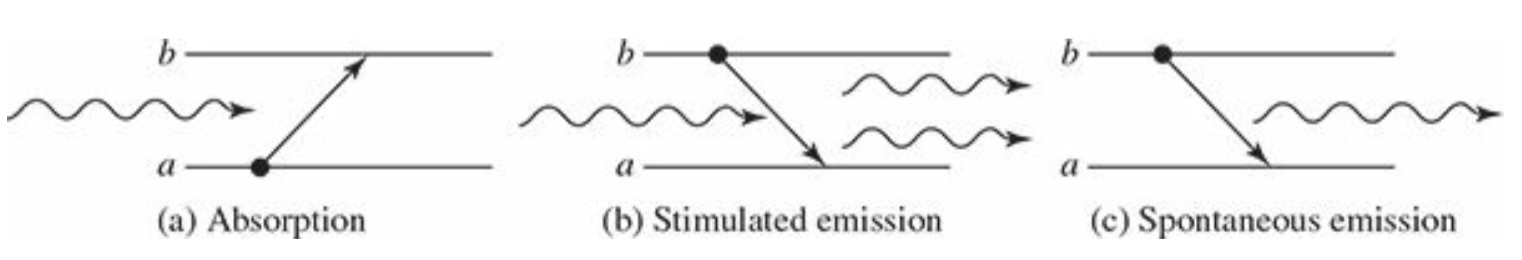 b
a
(a) Absorption
b
a
(b) Stimulated emission
b
a
(c) Spontaneous emission